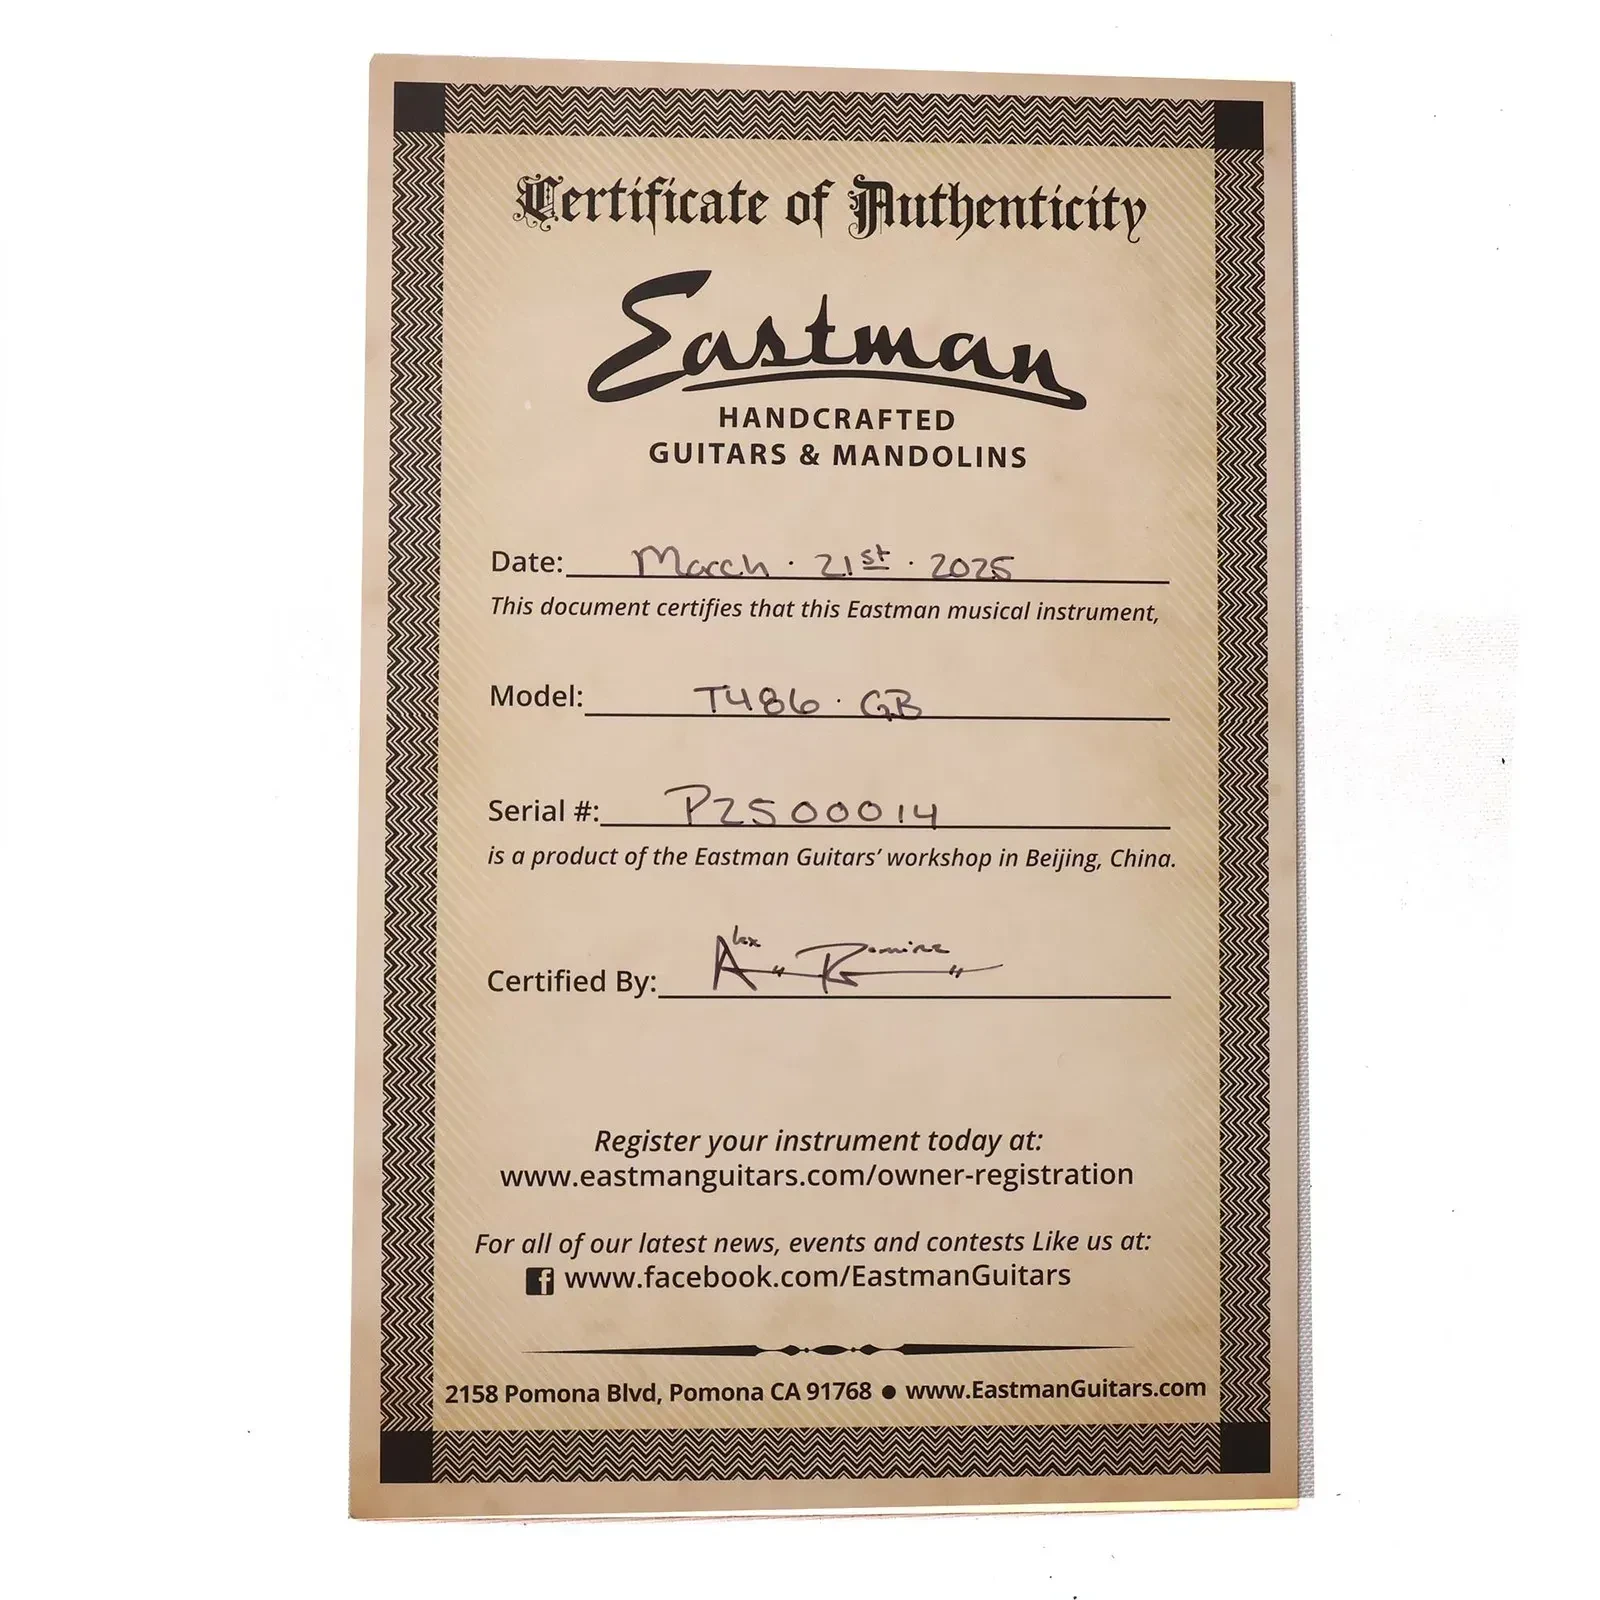 Certificate of Authenticity
Eastman
HANDCRAFTED
GUITARS & MANDOLINS
Date: March · 21st · 2025
This document certifies that this Eastman musical instrument,
Model: T486 · GB
Serial #: P2500014
is a product of the Eastman Guitars’ workshop in Beijing, China.
Certified By: Alex Ramirez
Register your instrument today at:
www.eastmanguitars.com/owner-registration
For all of our latest news, events and contests Like us at:
f www.facebook.com/EastmanGuitars
2158 Pomona Blvd, Pomona CA 91768 ● www.EastmanGuitars.com